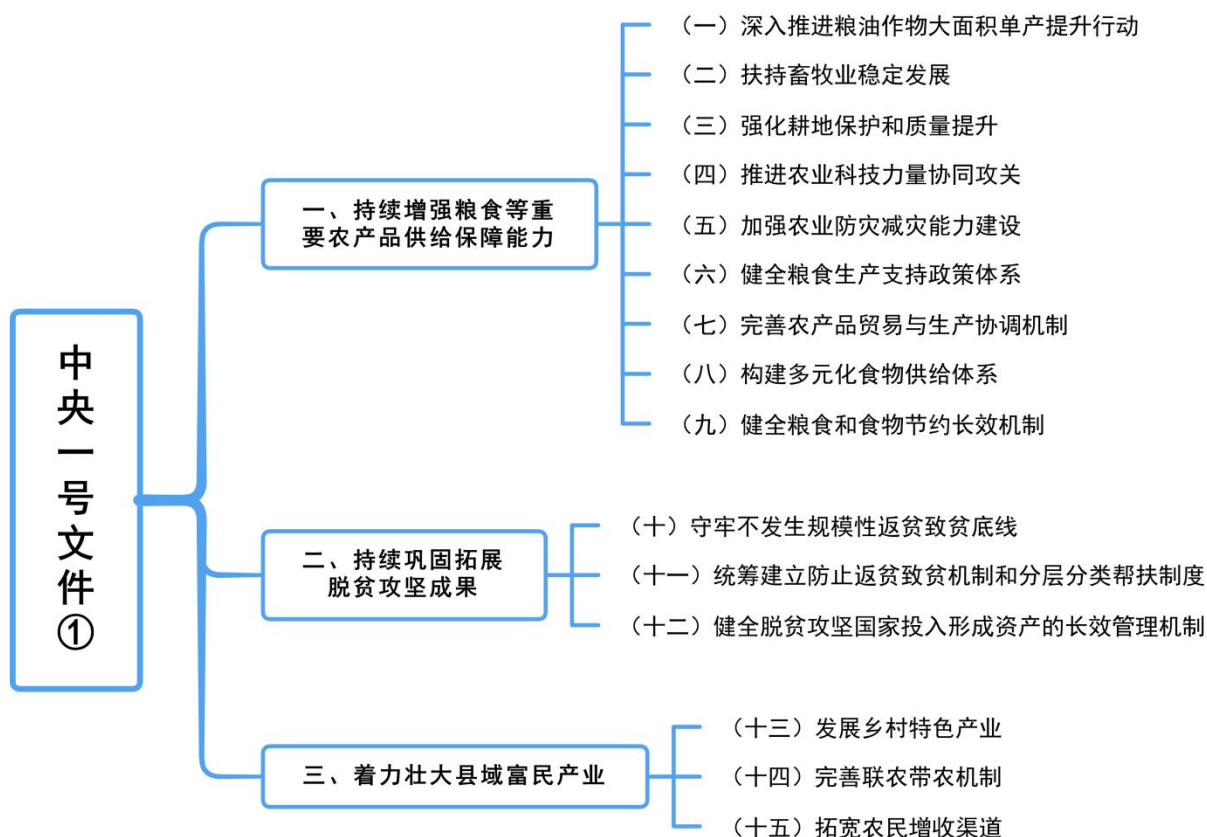 中央一号文件①
一、持续增强粮食等重
要农产品供给保障能力
（一）深入推进粮油作物大面积单产提升行动
（二）扶持畜牧业稳定发展
（三）强化耕地保护和质量提升
（四）推进农业科技力量协同攻关
（五）加强农业防灾减灾能力建设
（六）健全粮食生产支持政策体系
（七）完善农产品贸易与生产协调机制
（八）构建多元化食物供给体系
（九）健全粮食和食物节约长效机制
二、持续巩固拓展
脱贫攻坚成果
（十）守牢不发生规模性返贫致贫底线
（十一）统筹建立防止返贫致贫机制和分层分类帮扶制度
（十二）健全脱贫攻坚国家投入形成资产的长效管理机制
三、着力壮大县域富民产业
（十三）发展乡村特色产业
（十四）完善联农带农机制
（十五）拓宽农民增收渠道